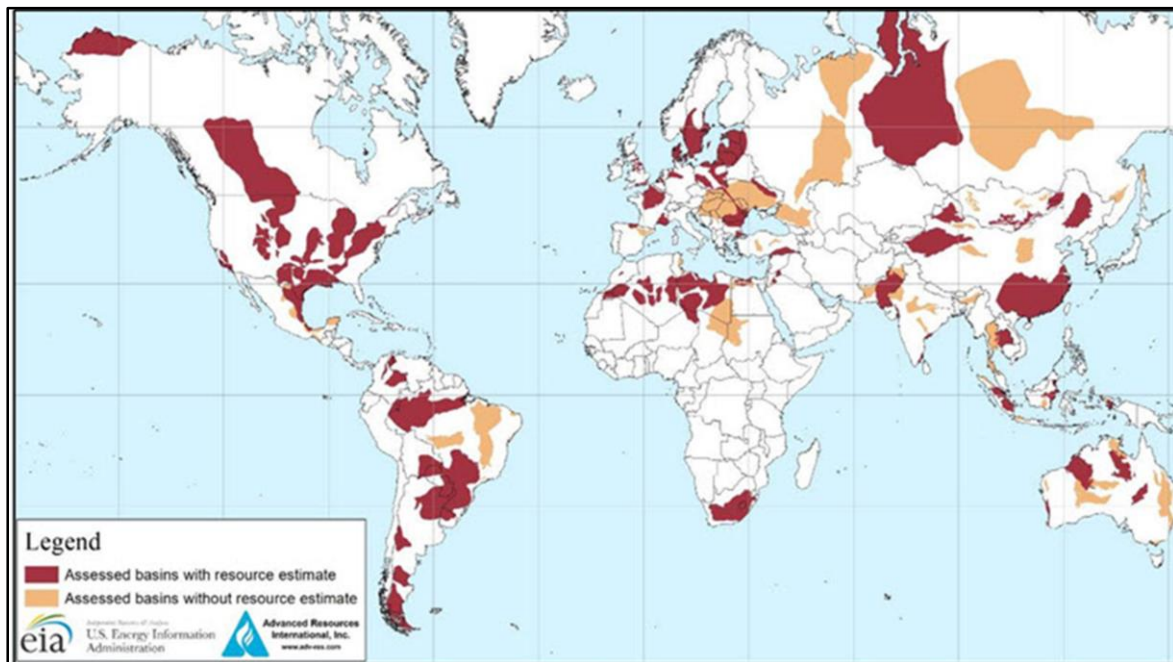 Legend
Assessed basins with resource estimate
Assessed basins without resource estimate
eia
U.S. Energy Information
Administration
Advanced Resources
International, Inc.
www.adv-res.com